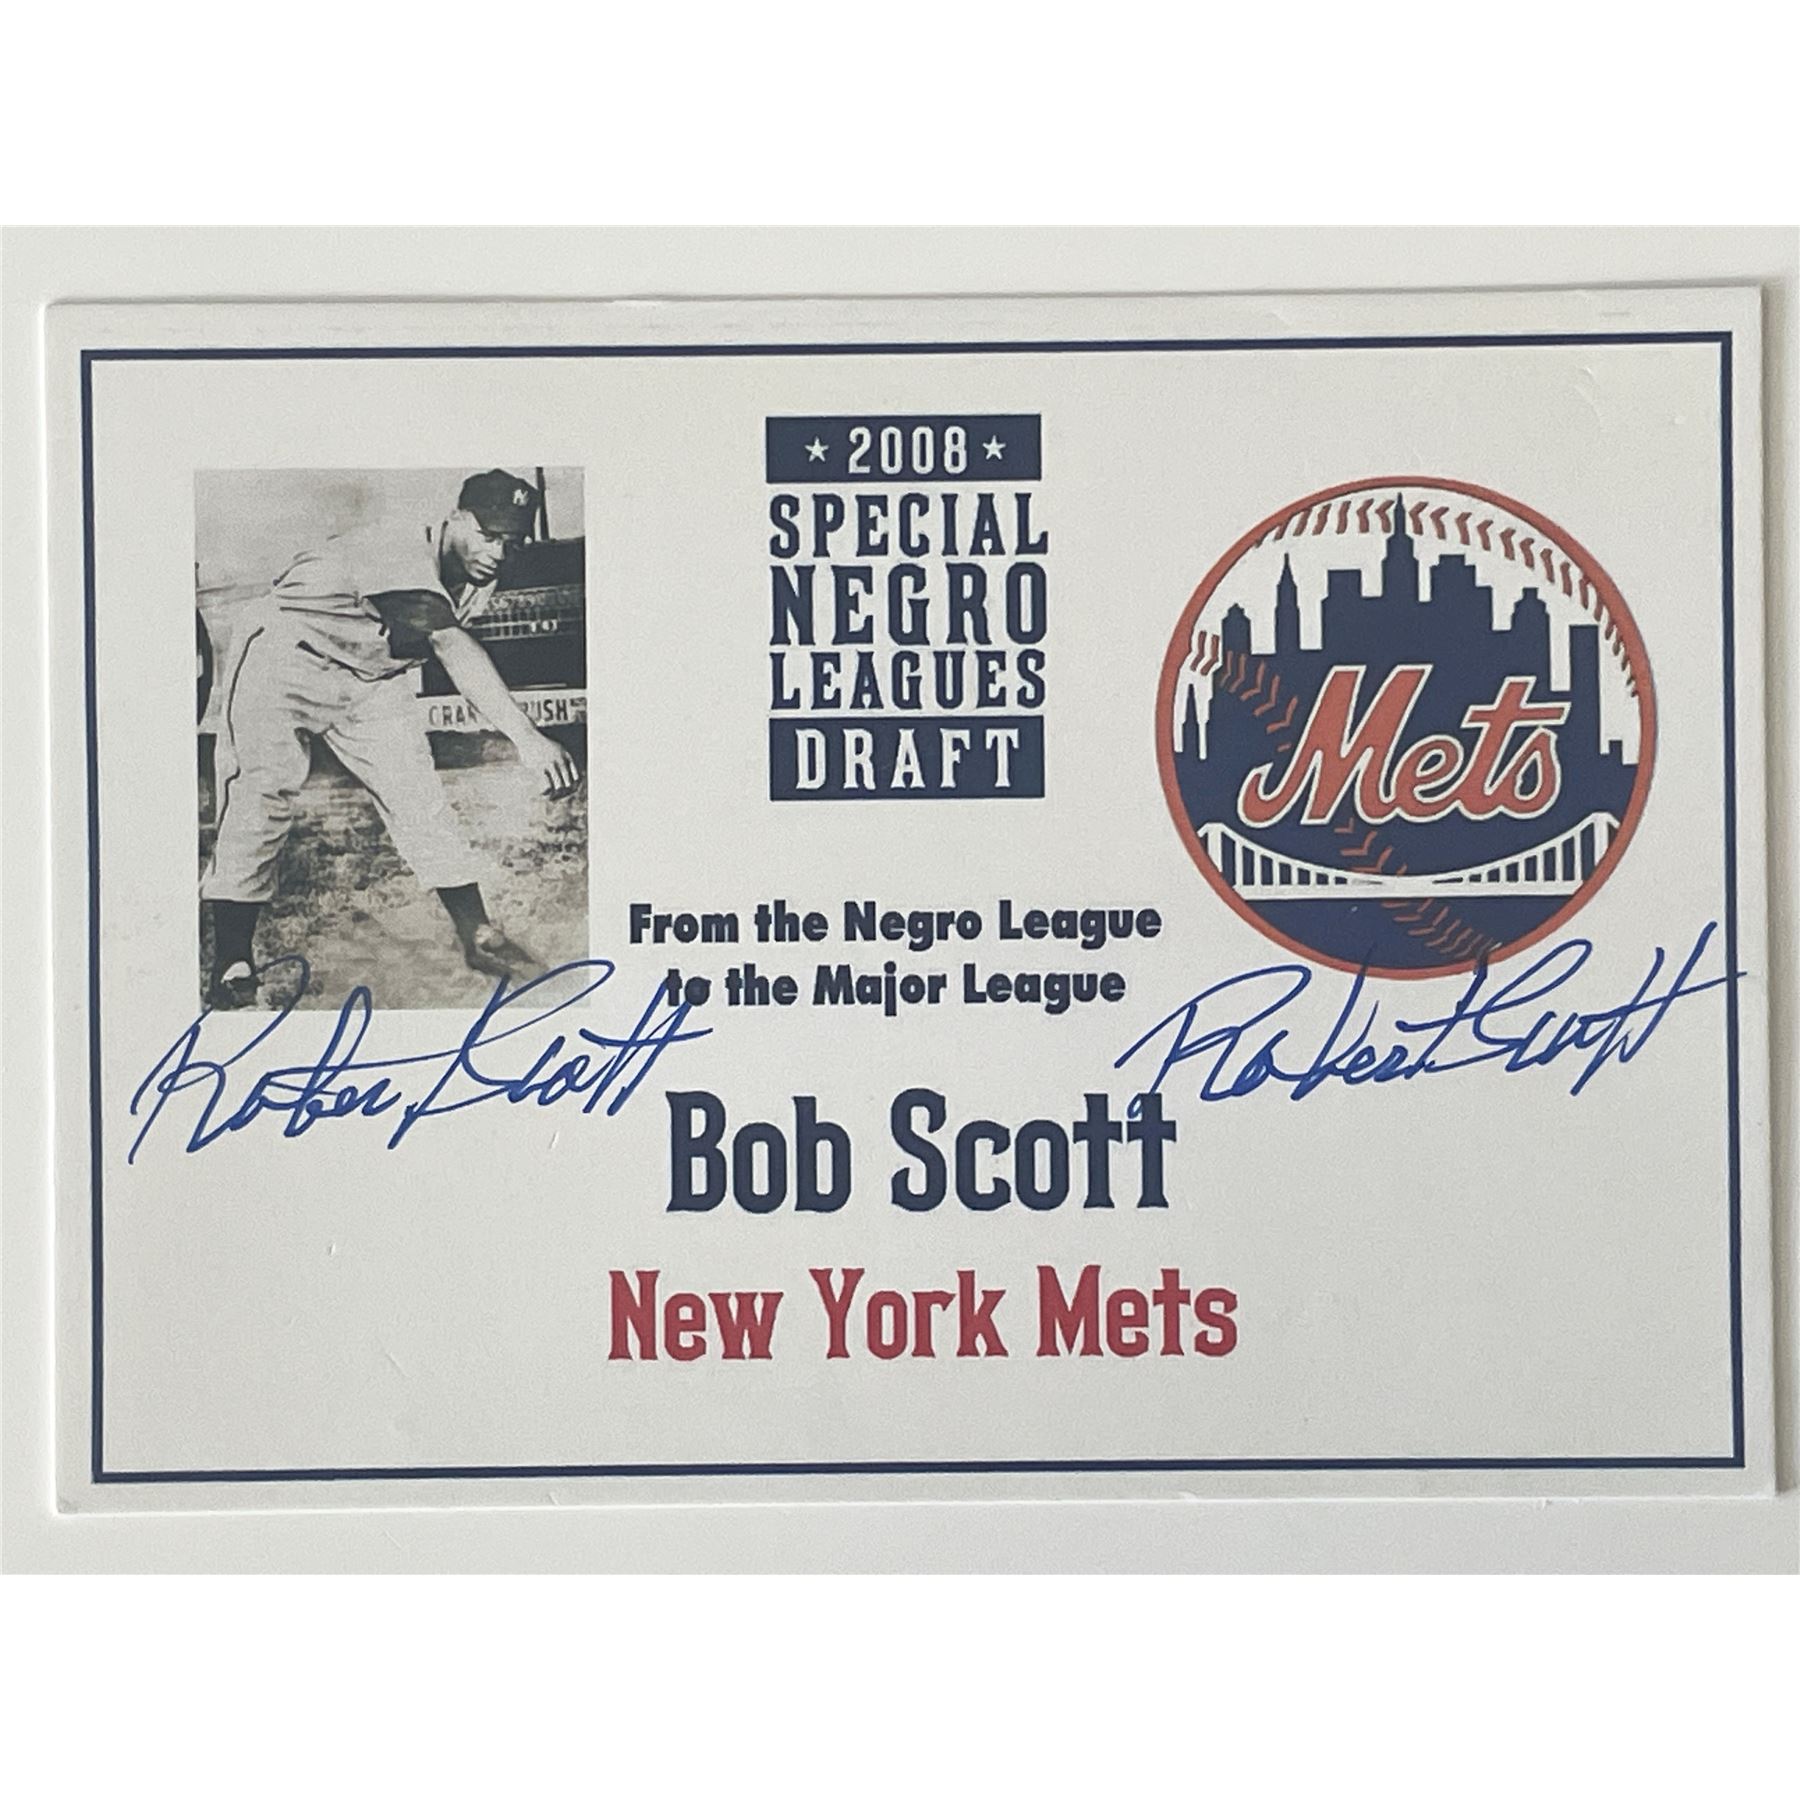 ★ 2008 ★
SPECIAL
NEGRO
LEAGUES
DRAFT
Mets
From the Negro League
to the Major League
Robert Scott
Robert Scott
Bob Scott
New York Mets